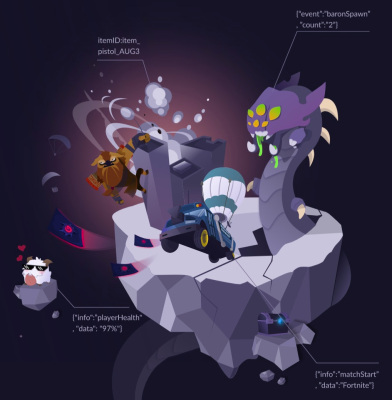 {"event":"baronSpawn"
, "count":"2"}
itemID:item_
pistol_AUG3
{"info":"playerHealth
, "data": "97%"}
{"info":"matchStart"
, "data":"Fortnite"}